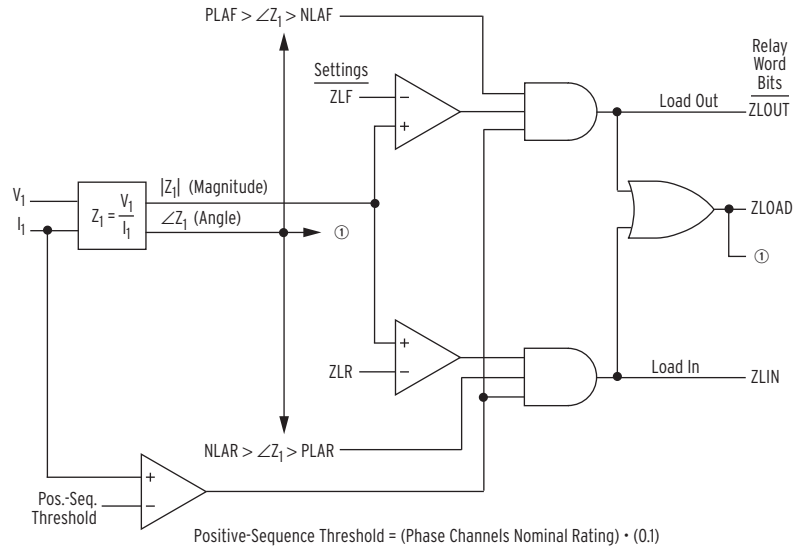 PLAF > ∠Z₁ > NLAF
Relay
Word
Bits
Settings
ZLF
−
+
Load Out
ZLOUT
V₁
I₁
Z₁ = V₁/I₁
|Z₁| (Magnitude)
∠Z₁ (Angle)
①
ZLOAD
①
+
ZLR
−
Load In
ZLIN
NLAR > ∠Z₁ > PLAR
+
Pos.-Seq.
Threshold
−
Positive-Sequence Threshold = (Phase Channels Nominal Rating) • (0.1)